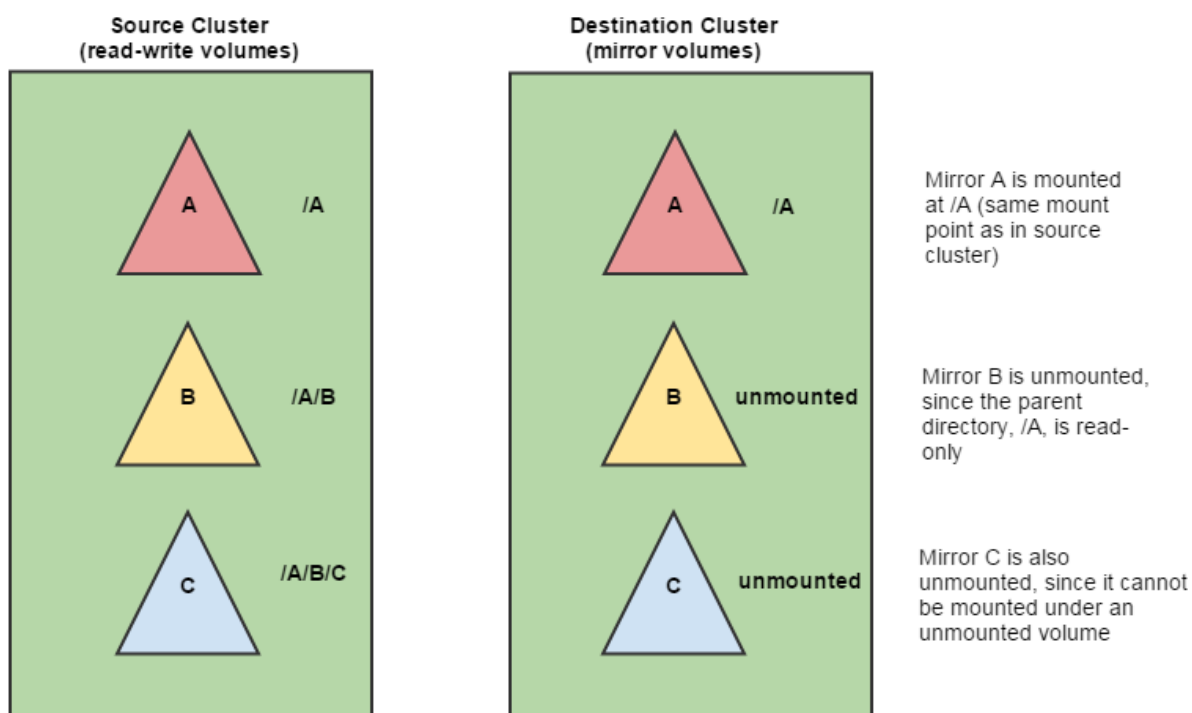 Source Cluster
(read-write volumes)
Destination Cluster
(mirror volumes)
A
/A
A
/A
Mirror A is mounted
at /A (same mount
point as in source
cluster)
B
/A/B
B
unmounted
Mirror B is unmounted,
since the parent
directory, /A, is read-
only
C
/A/B/C
C
unmounted
Mirror C is also
unmounted, since it cannot
be mounted under an
unmounted volume